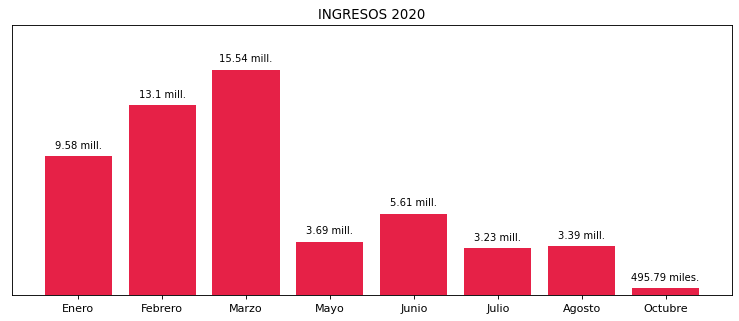 INGRESOS 2020
15.54 mill.
13.1 mill.
9.58 mill.
5.61 mill.
3.69 mill.
3.23 mill.
3.39 mill.
495.79 miles.
Enero Febrero Marzo Mayo Junio Julio Agosto Octubre